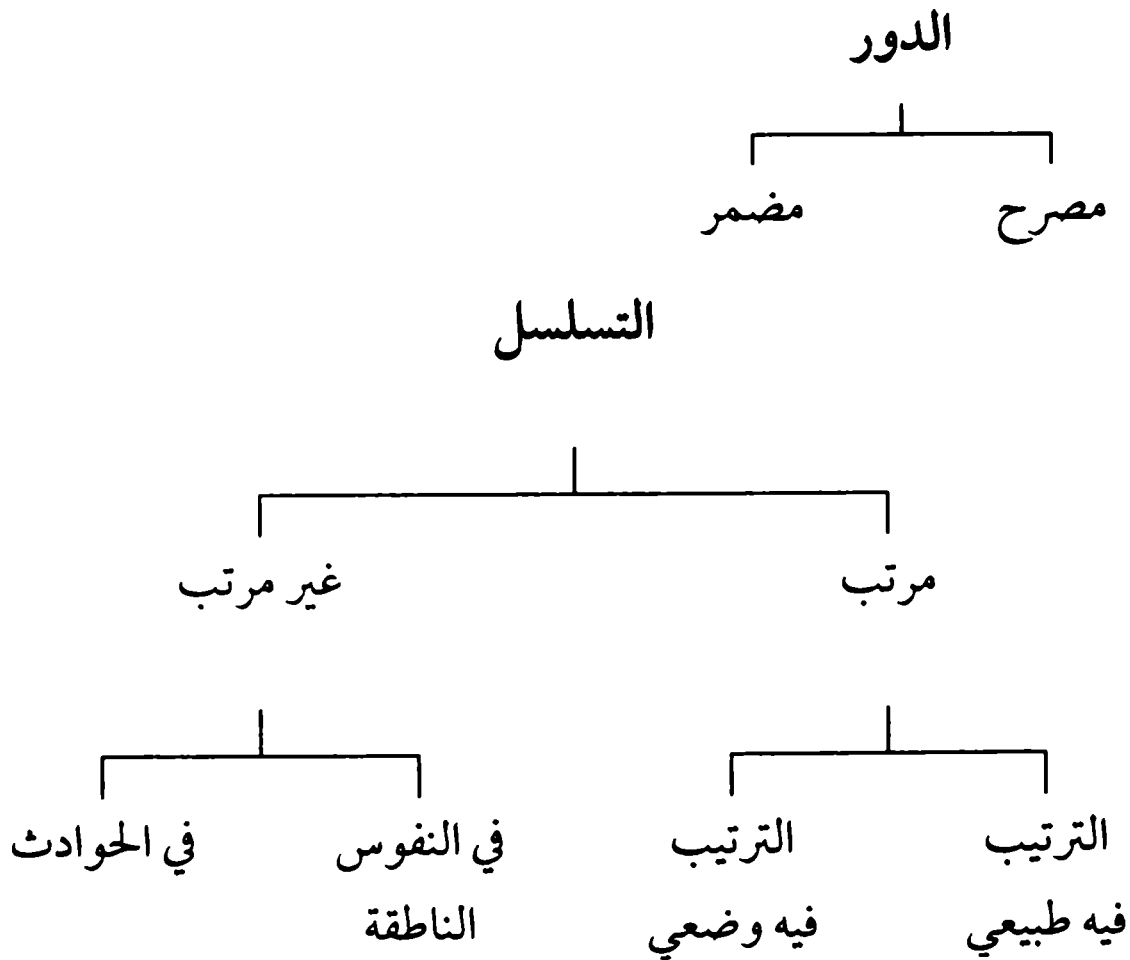 الدور
مصرح مضمر
التسلسل
مرتب غير مرتب
الترتيب الترتيب في النفوس في الحوادث
فيه طبيعي فيه وضعي الناطقة